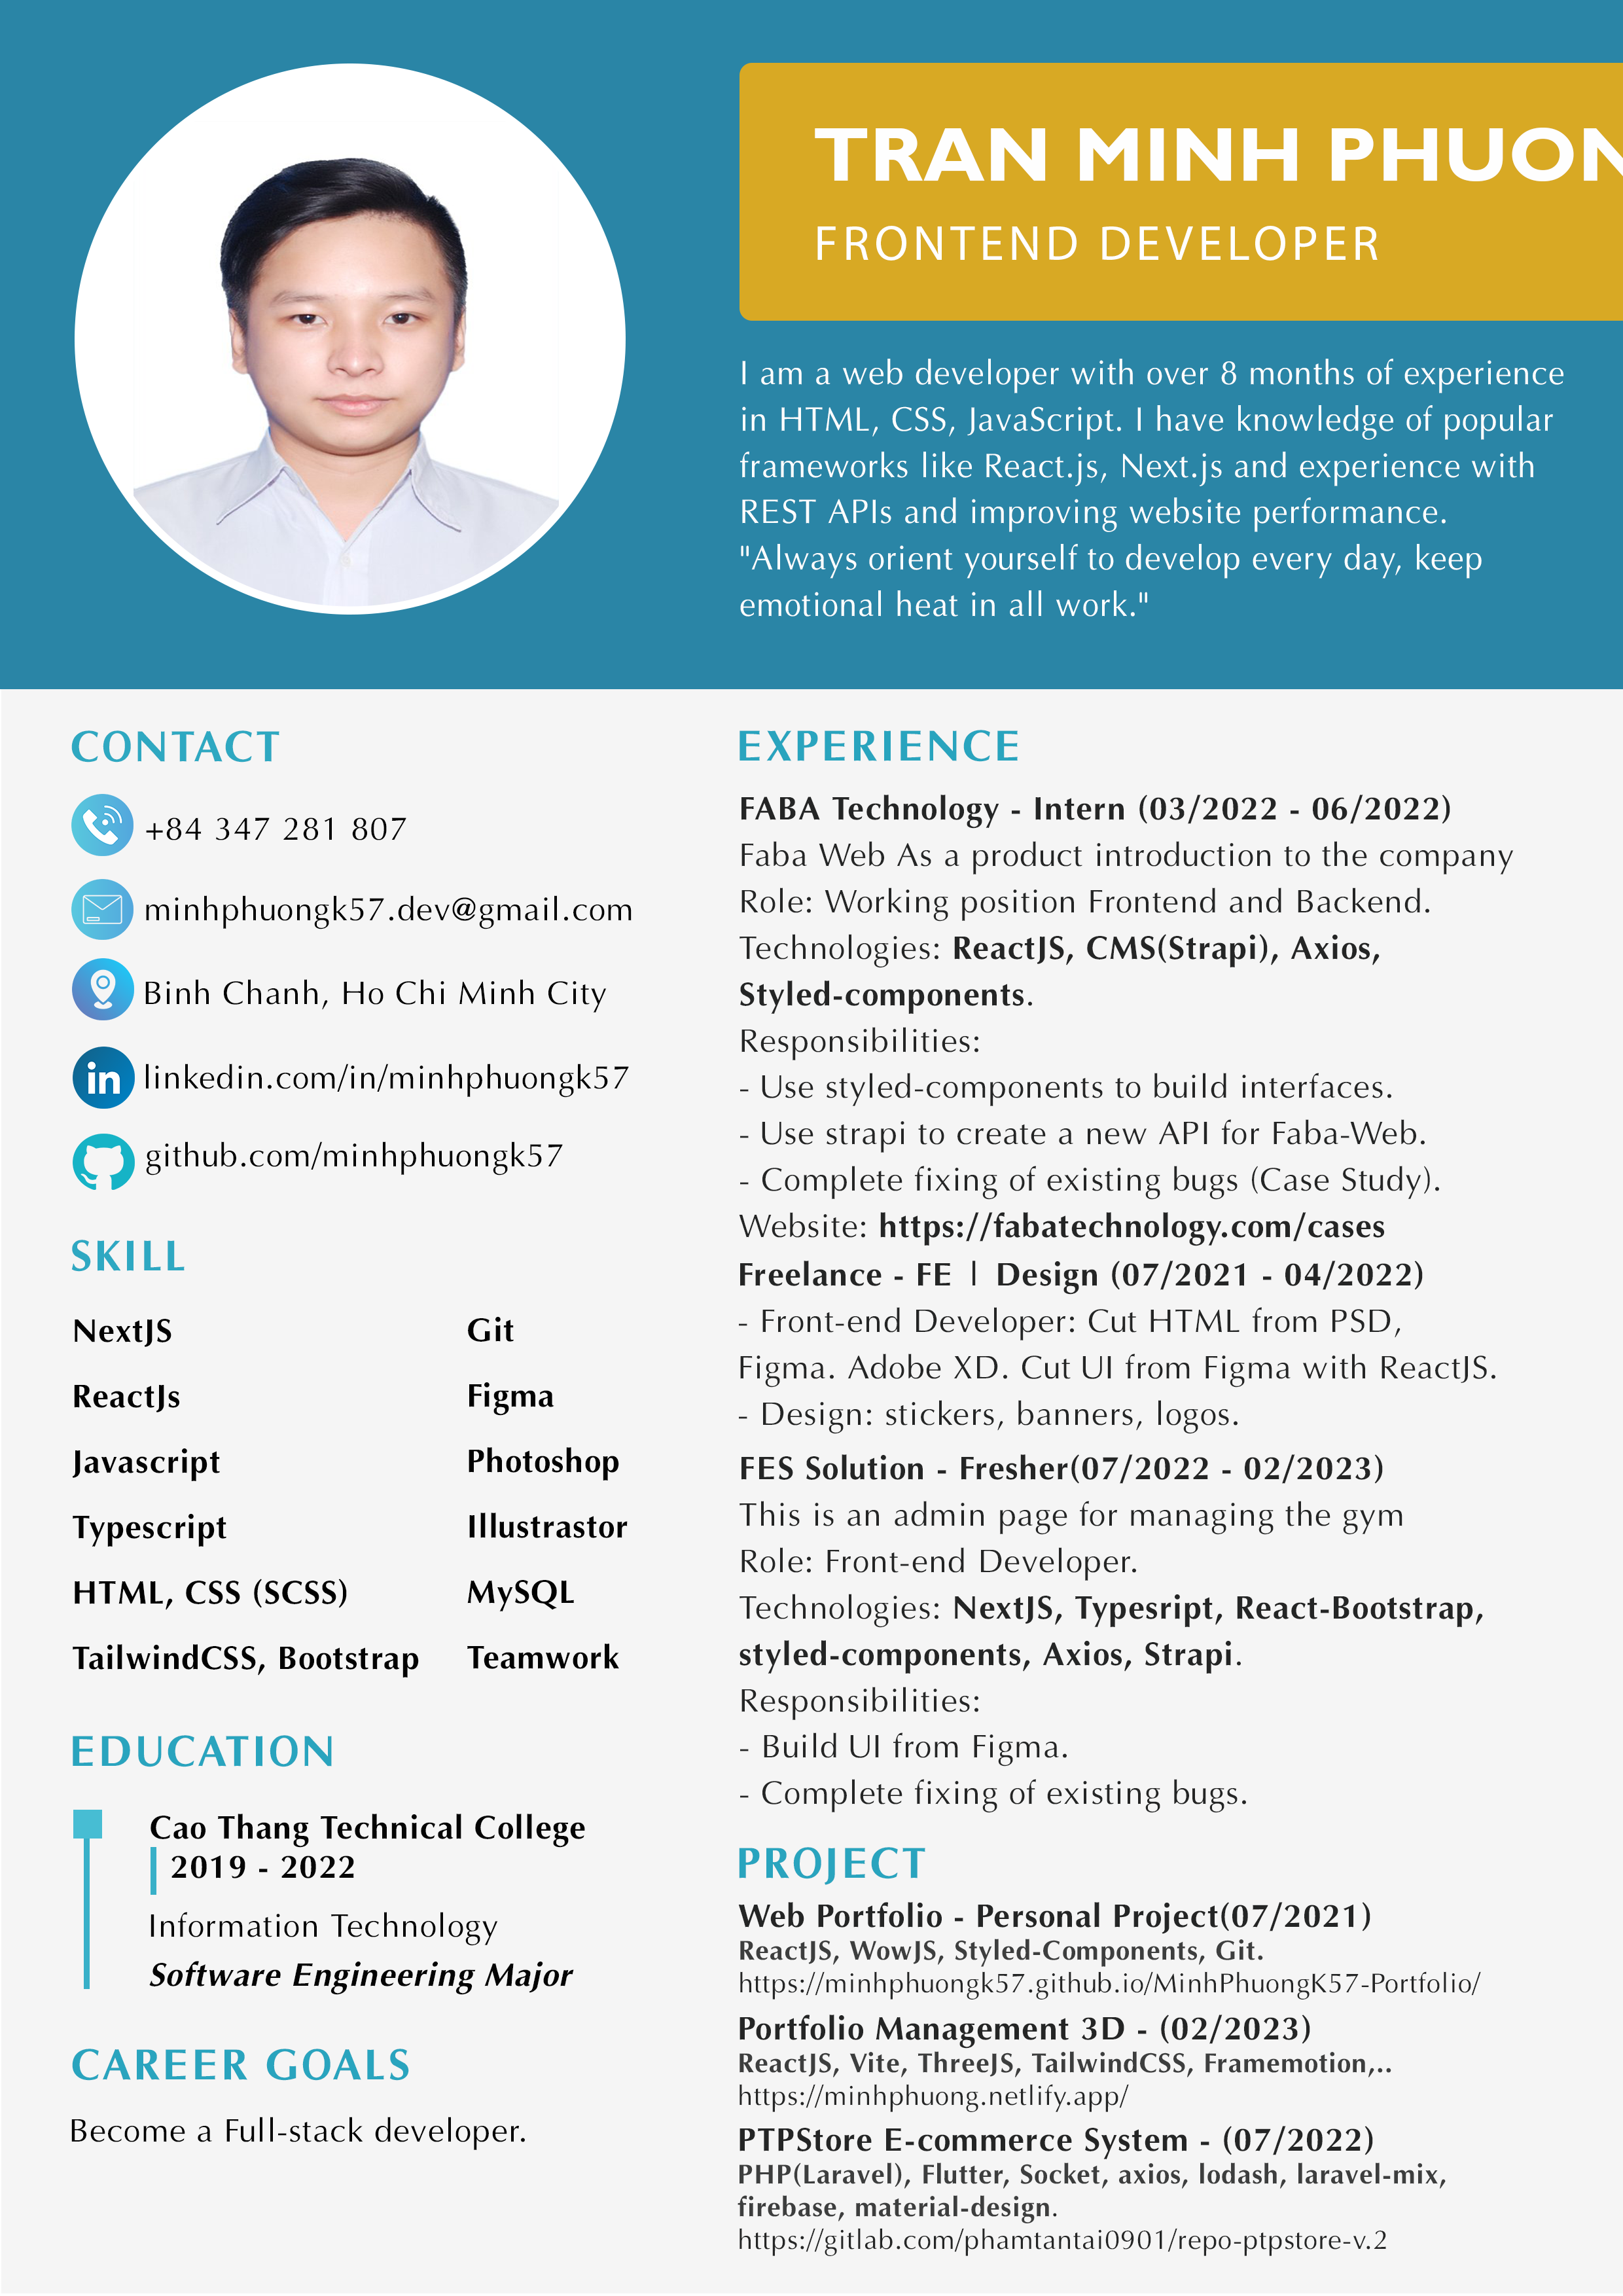 TRAN MINH PHUON
FRONTEND DEVELOPER
I am a web developer with over 8 months of experience
in HTML, CSS, JavaScript. I have knowledge of popular
frameworks like React.js, Next.js and experience with
REST APIs and improving website performance.
"Always orient yourself to develop every day, keep
emotional heat in all work."
CONTACT
+84 347 281 807
minhphuongk57.dev@gmail.com
Binh Chanh, Ho Chi Minh City
in linkedin.com/in/minhphuongk57
github.com/minhphuongk57
SKILL
NextJS
ReactJs
Javascript
Typescript
HTML, CSS (SCSS)
TailwindCSS, Bootstrap
Git
Figma
Photoshop
Illustrastor
MySQL
Teamwork
EDUCATION
Cao Thang Technical College
2019 - 2022
Information Technology
Software Engineering Major
CAREER GOALS
Become a Full-stack developer.
EXPERIENCE
FABA Technology - Intern (03/2022 - 06/2022)
Faba Web As a product introduction to the company
Role: Working position Frontend and Backend.
Technologies: ReactJS, CMS(Strapi), Axios,
Styled-components.
Responsibilities:
- Use styled-components to build interfaces.
- Use strapi to create a new API for Faba-Web.
- Complete fixing of existing bugs (Case Study).
Website: https://fabatechnology.com/cases
Freelance - FE | Design (07/2021 - 04/2022)
- Front-end Developer: Cut HTML from PSD,
Figma. Adobe XD. Cut UI from Figma with ReactJS.
- Design: stickers, banners, logos.
FES Solution - Fresher(07/2022 - 02/2023)
This is an admin page for managing the gym
Role: Front-end Developer.
Technologies: NextJS, Typesript, React-Bootstrap,
styled-components, Axios, Strapi.
Responsibilities:
- Build UI from Figma.
- Complete fixing of existing bugs.
PROJECT
Web Portfolio - Personal Project(07/2021)
ReactJS, WowJS, Styled-Components, Git.
https://minhphuongk57.github.io/MinhPhuongK57-Portfolio/
Portfolio Management 3D - (02/2023)
ReactJS, Vite, ThreeJS, TailwindCSS, Framemotion,..
https://minhphuong.netlify.app/
PTPStore E-commerce System - (07/2022)
PHP(Laravel), Flutter, Socket, axios, lodash, laravel-mix,
firebase, material-design.
https://gitlab.com/phamtantai0901/repo-ptpstore-v.2